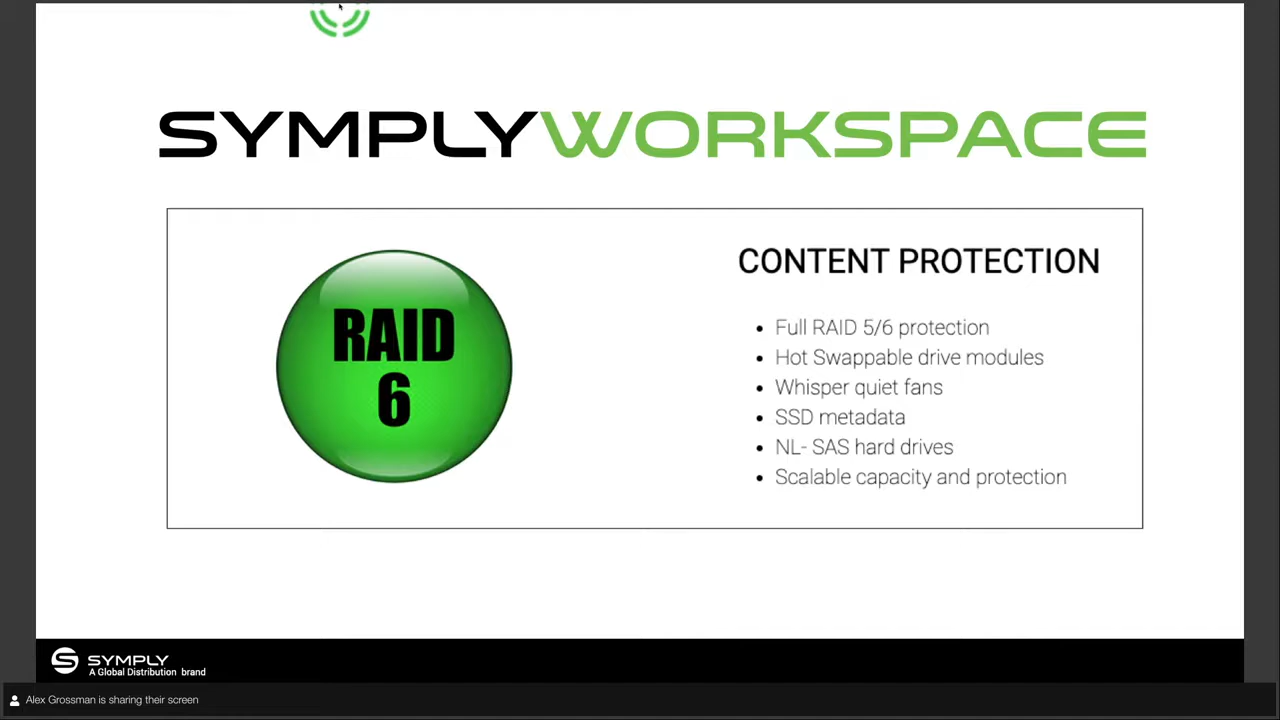 SYMPLYWORKSPACE
RAID
6
CONTENT PROTECTION
• Full RAID 5/6 protection
• Hot Swappable drive modules
• Whisper quiet fans
• SSD metadata
• NL- SAS hard drives
• Scalable capacity and protection
SYMPLY
A Global Distribution brand
Alex Grossman is sharing their screen